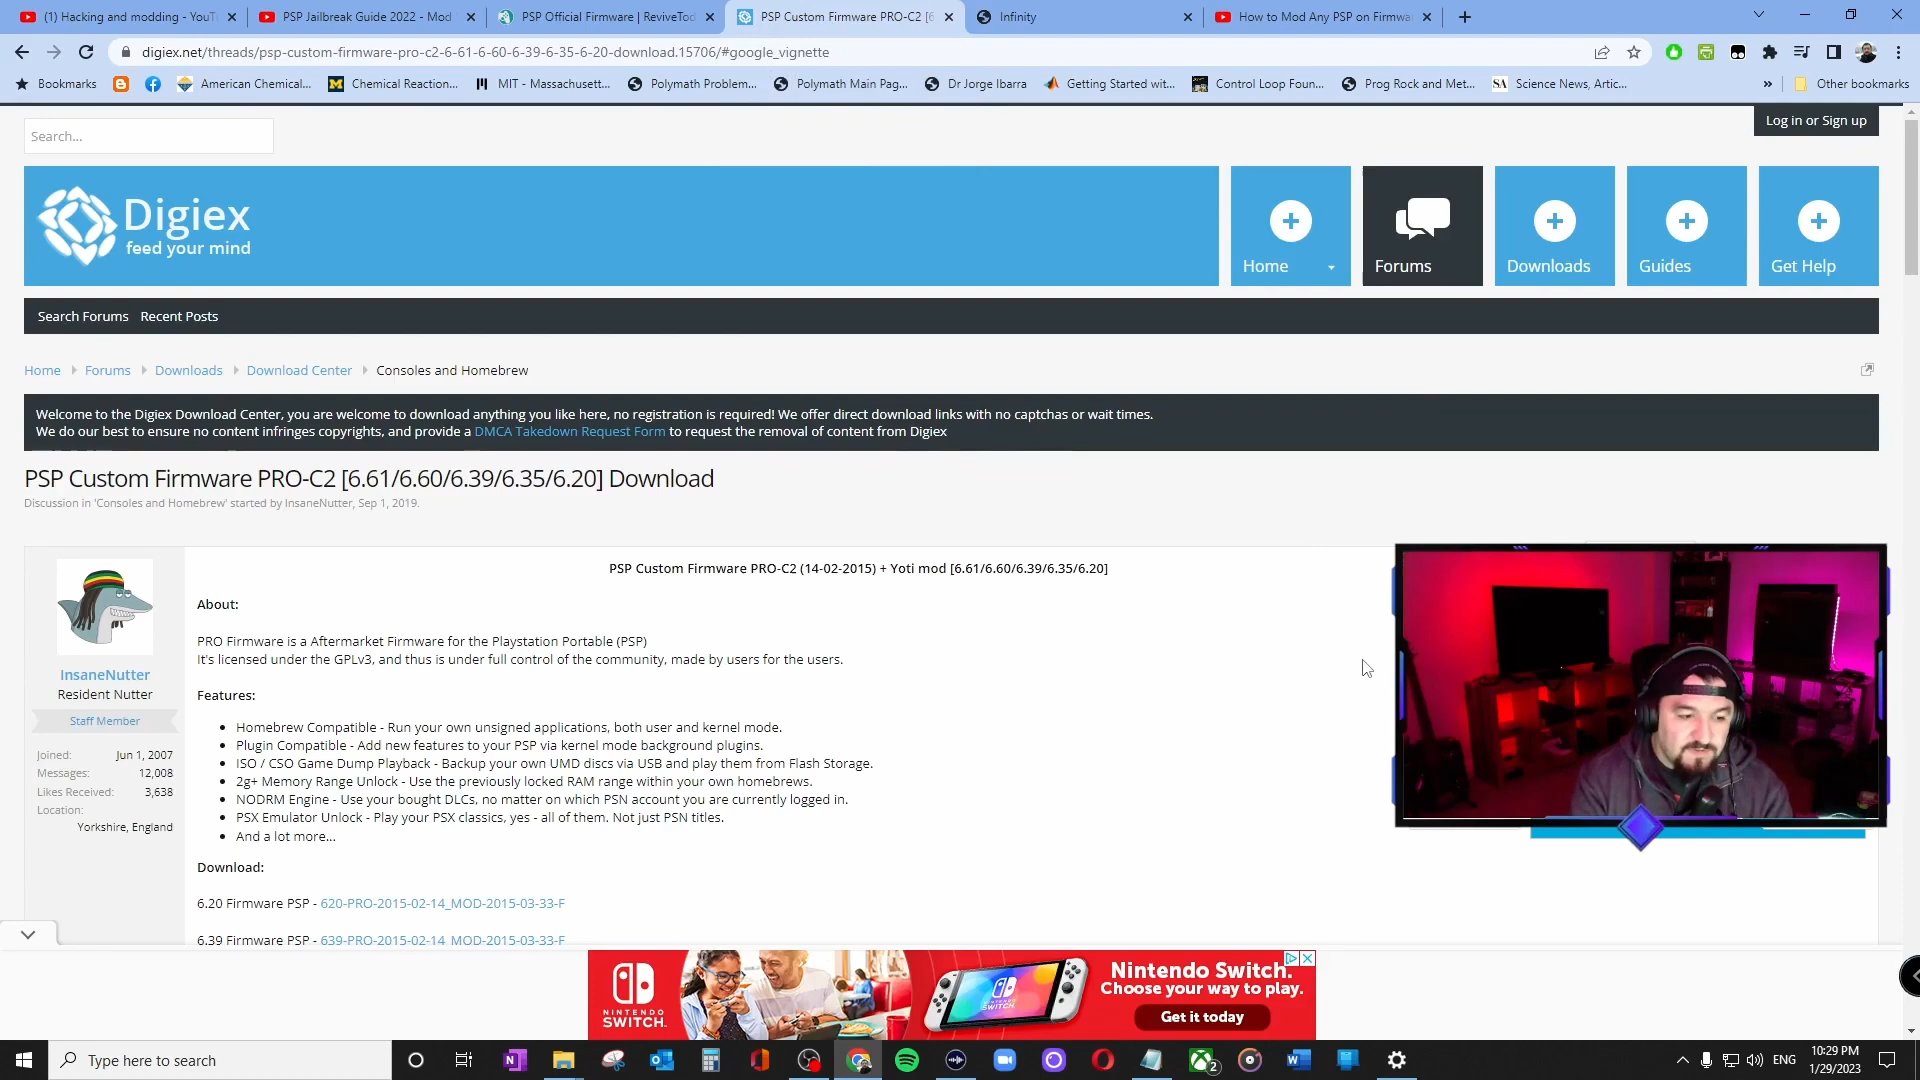 (1) Hacking and modding - YouT
PSP Jailbreak Guide 2022 - Mod
PSP Official Firmware | ReviveTod
PSP Custom Firmware PRO-C2 [6
Infinity
How to Mod Any PSP on Firmwa
digiex.net/threads/psp-custom-firmware-pro-c2-6-61-6-60-6-39-6-35-6-20-download.15706/#google_vignette
Bookmarks
American Chemical...
Chemical Reaction...
MIT - Massachusett...
Polymath Problem...
Polymath Main Pag...
Dr Jorge Ibarra
Getting Started wit...
Control Loop Foun...
Prog Rock and Met...
SA Science News, Artic...
»
Other bookmarks
Search...
Log in or Sign up
Digiex
feed your mind
Home
Forums
Downloads
Guides
Get Help
Search Forums Recent Posts
Home Forums Downloads Download Center Consoles and Homebrew
Welcome to the Digiex Download Center, you are welcome to download anything you like here, no registration is required! We offer direct download links with no captchas or wait times.
We do our best to ensure no content infringes copyrights, and provide a DMCA Takedown Request Form to request the removal of content from Digiex
PSP Custom Firmware PRO-C2 [6.61/6.60/6.39/6.35/6.20] Download
Discussion in 'Consoles and Homebrew' started by InsaneNutter, Sep 1, 2019.
InsaneNutter
Resident Nutter
Staff Member
Joined: Jun 1, 2007
Messages: 12,008
Likes Received: 3,638
Location:
Yorkshire, England
PSP Custom Firmware PRO-C2 (14-02-2015) + Yoti mod [6.61/6.60/6.39/6.35/6.20]
About:
PRO Firmware is a Aftermarket Firmware for the Playstation Portable (PSP)
It's licensed under the GPLv3, and thus is under full control of the community, made by users for the users.
Features:
• Homebrew Compatible - Run your own unsigned applications, both user and kernel mode.
• Plugin Compatible - Add new features to your PSP via kernel mode background plugins.
• ISO / CSO Game Dump Playback - Backup your own UMD discs via USB and play them from Flash Storage.
• 2g+ Memory Range Unlock - Use the previously locked RAM range within your own homebrews.
• NODRM Engine - Use your bought DLCs, no matter on which PSN account you are currently logged in.
• PSX Emulator Unlock - Play your PSX classics, yes - all of them. Not just PSN titles.
• And a lot more...
Download:
6.20 Firmware PSP - 620-PRO-2015-02-14_MOD-2015-03-33-F
6.39 Firmware PSP - 639-PRO-2015-02-14_MOD-2015-03-33-F
NINTENDO
SWITCH.
Nintendo Switch.
Choose your way to play.
Get it today
Type here to search
2
ENG
10:29 PM
1/29/2023